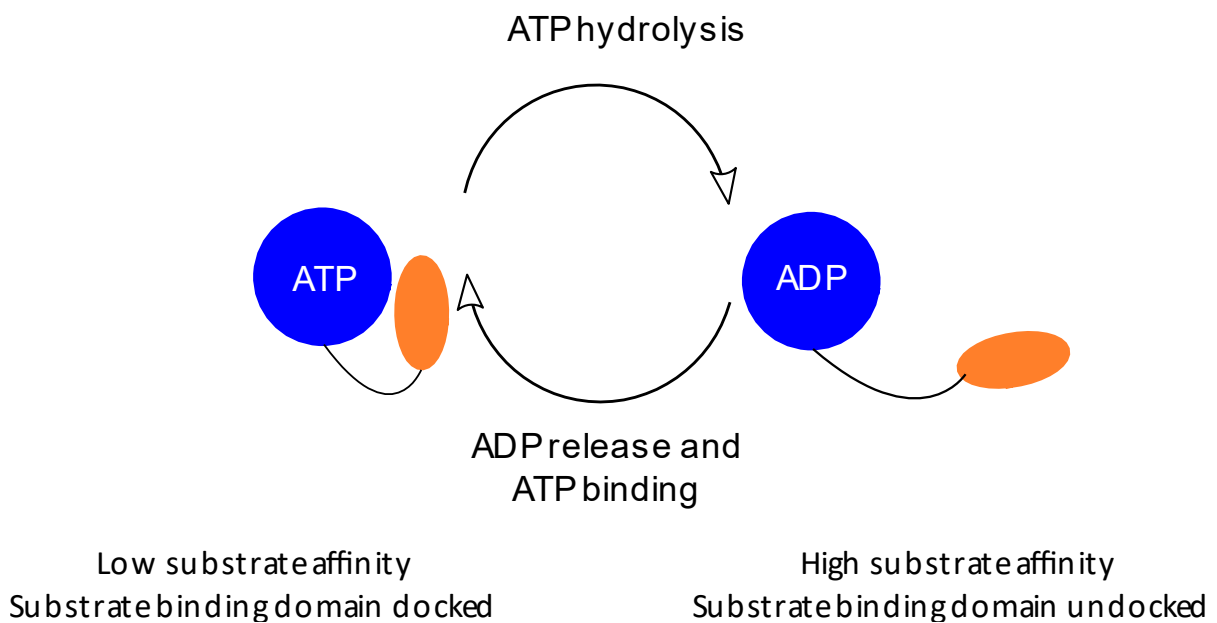 ATP hydrolysis
ATP
ADP
ADP release and
ATP binding
Low substrate affinity
Substrate binding domain docked
High substrate affinity
Substrate binding domain undocked